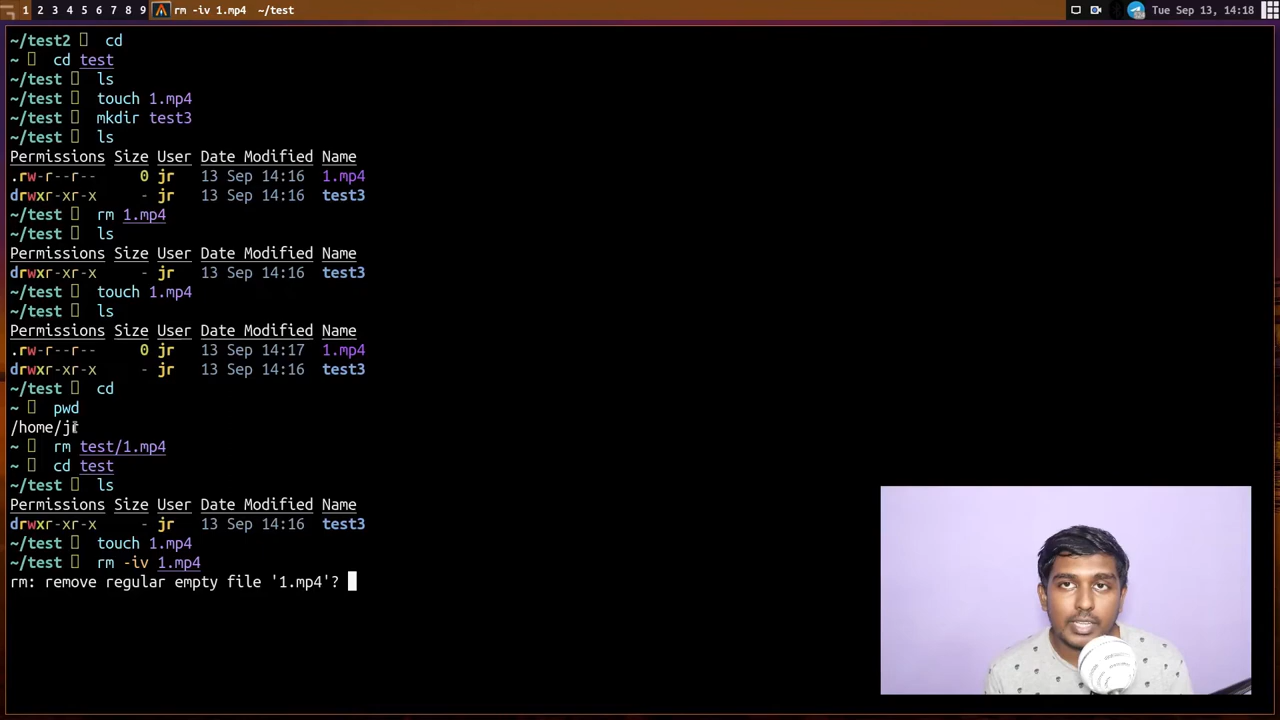 1 2 3 4 5 6 7 8 9 rm -iv 1.mp4 ~/test Tue Sep 13, 14:18
~/test2 cd
~ cd test
~/test ls
~/test touch 1.mp4
~/test mkdir test3
~/test ls
Permissions Size User Date Modified Name
.rw-r--r-- 0 jr 13 Sep 14:16 1.mp4
drwxr-xr-x - jr 13 Sep 14:16 test3
~/test rm 1.mp4
~/test ls
Permissions Size User Date Modified Name
drwxr-xr-x - jr 13 Sep 14:16 test3
~/test touch 1.mp4
~/test ls
Permissions Size User Date Modified Name
.rw-r--r-- 0 jr 13 Sep 14:17 1.mp4
drwxr-xr-x - jr 13 Sep 14:16 test3
~/test cd
~ pwd
/home/jr
~ rm test/1.mp4
~ cd test
~/test ls
Permissions Size User Date Modified Name
drwxr-xr-x - jr 13 Sep 14:16 test3
~/test touch 1.mp4
~/test rm -iv 1.mp4
rm: remove regular empty file '1.mp4'?